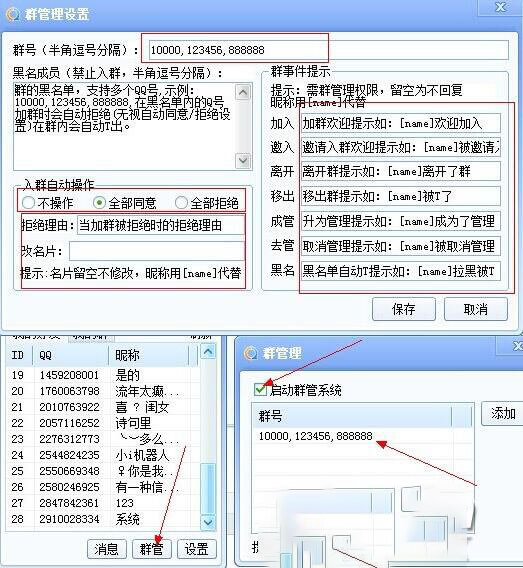 群管理设置
群号（半角逗号分隔）：
10000, 123456, 888888
黑名成员（禁止入群，半角逗号分隔）：
群的黑名单，支持多个QQ号,示例：
10000, 123456, 888888, 在黑名单内的Q号
加群时会自动拒绝(无视自动同意/拒绝设
置)在群内会自动T出。
入群自动操作
不操作
全部同意
全部拒绝
拒绝理由：
当加群被拒绝时的拒绝理由
改名片：
提示:名片留空不修改，昵称用[name]代替
群事件提示
提示：需群管理权限，留空为不回复
昵称用[name]代替
加入
加群欢迎提示如：[name]欢迎加入
邀入
邀请入群欢迎提示如：[name]被邀请入
离开
离开群提示如：[name]离开了群
移出
移出群提示如：[name]被T了
成管
升为管理提示如：[name]成为了管理
去管
取消管理提示如：[name]被取消管理
黑名
黑名单自动T提示如：[name]拉黑被T
保存
取消
ID QQ 昵称
19 1459208001 是的
20 1760063798 流年太癫...
21 2010763922 喜？闺女
22 2057116252 诗句里
23 2276312773 ╰╯多么...
24 2544824235 小i机器人
25 2550669348 ♀你是我...
26 2580246925 有一种信...
27 2847842361 123
28 2910028334 系统
消息
群管
设置
群管理
启动群管系统
群号
10000, 123456, 888888
添加